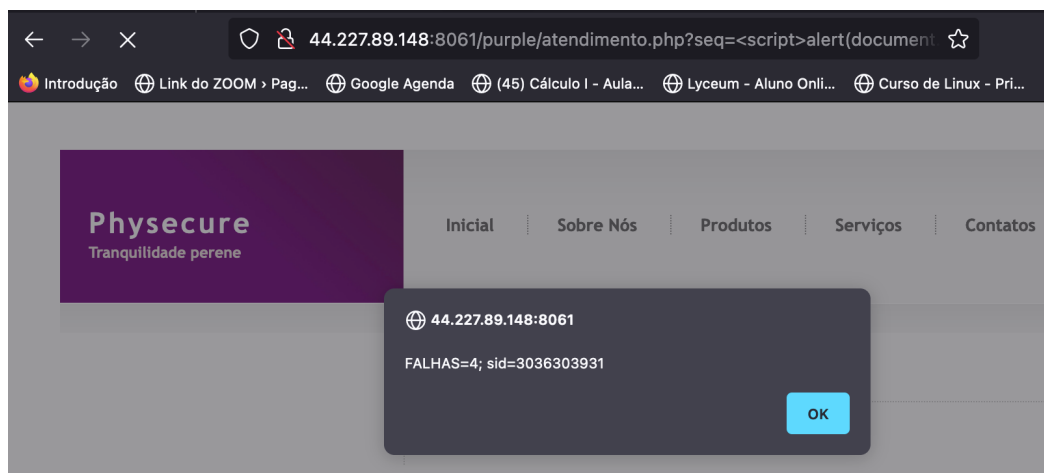 44.227.89.148:8061/purple/atendimento.php?seq=<script>alert(document.
Introdução Link do ZOOM › Pag... Google Agenda (45) Cálculo I - Aula... Lyceum - Aluno Onli... Curso de Linux - Pri...
Physecure
Tranquilidade perene
Inicial Sobre Nós Produtos Serviços Contatos
44.227.89.148:8061
FALHAS=4; sid=3036303931
OK